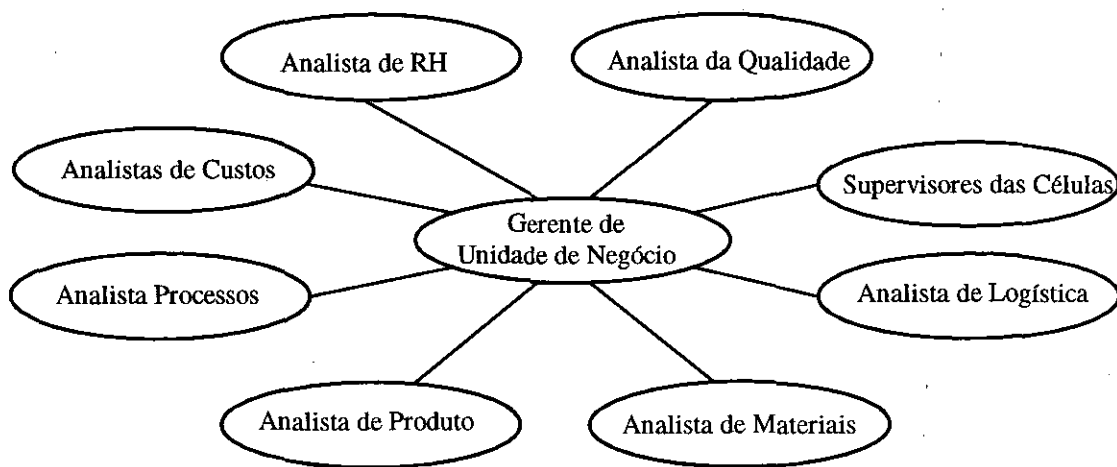 Analista de RH
Analista da Qualidade
Analistas de Custos
Supervisores das Células
Gerente de
Unidade de Negócio
Analista Processos
Analista de Logística
Analista de Produto
Analista de Materiais